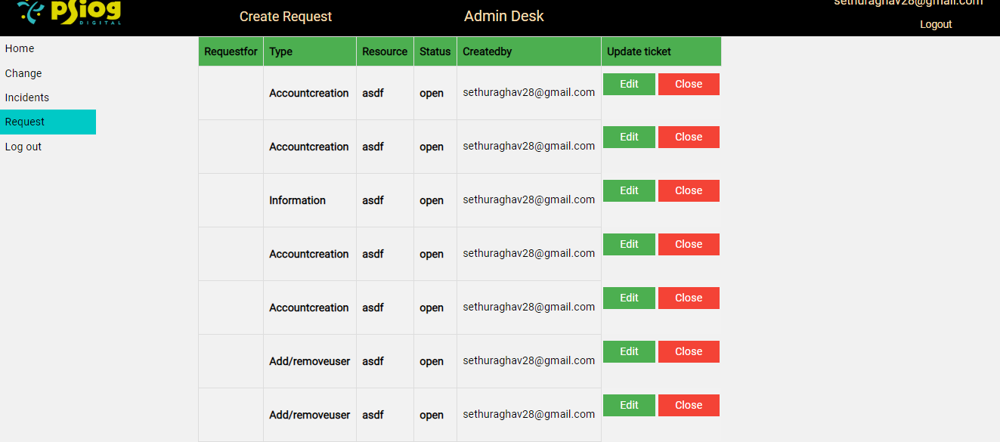 psiog
DIGITAL
Create Request
Admin Desk
sethuraghav28@gmail.com
Logout
Home
Change
Incidents
Request
Log out
Requestfor Type Resource Status Createdby Update ticket
Accountcreation asdf open sethuraghav28@gmail.com Edit Close
Accountcreation asdf open sethuraghav28@gmail.com Edit Close
Information asdf open sethuraghav28@gmail.com Edit Close
Accountcreation asdf open sethuraghav28@gmail.com Edit Close
Accountcreation asdf open sethuraghav28@gmail.com Edit Close
Add/removeuser asdf open sethuraghav28@gmail.com Edit Close
Add/removeuser asdf open sethuraghav28@gmail.com Edit Close